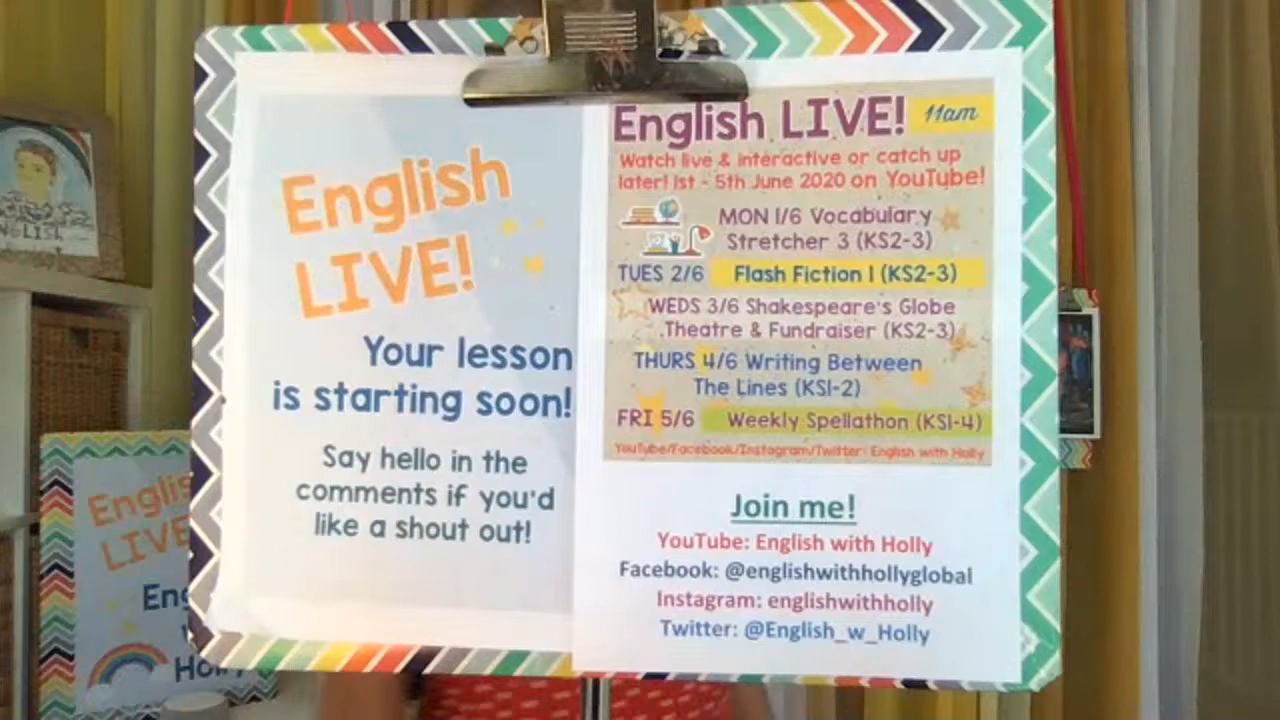 English
LIVE!
Your lesson
is starting soon!
Say hello in the
comments if you'd
like a shout out!
English LIVE! 11am
Watch live & interactive or catch up
later! 1st - 5th June 2020 on YouTube!
MON 1/6 Vocabulary
Stretcher 3 (KS2-3)
TUES 2/6 Flash Fiction 1 (KS2-3)
WEDS 3/6 Shakespeare's Globe
Theatre & Fundraiser (KS2-3)
THURS 4/6 Writing Between
The Lines (KS1-2)
FRI 5/6 Weekly Spellathon (KS1-4)
YouTube/Facebook/Instagram/Twitter: English with Holly
Join me!
YouTube: English with Holly
Facebook: @englishwithhollyglobal
Instagram: englishwithholly
Twitter: @English_w_Holly
Englis
LIVE
Eng
Holly